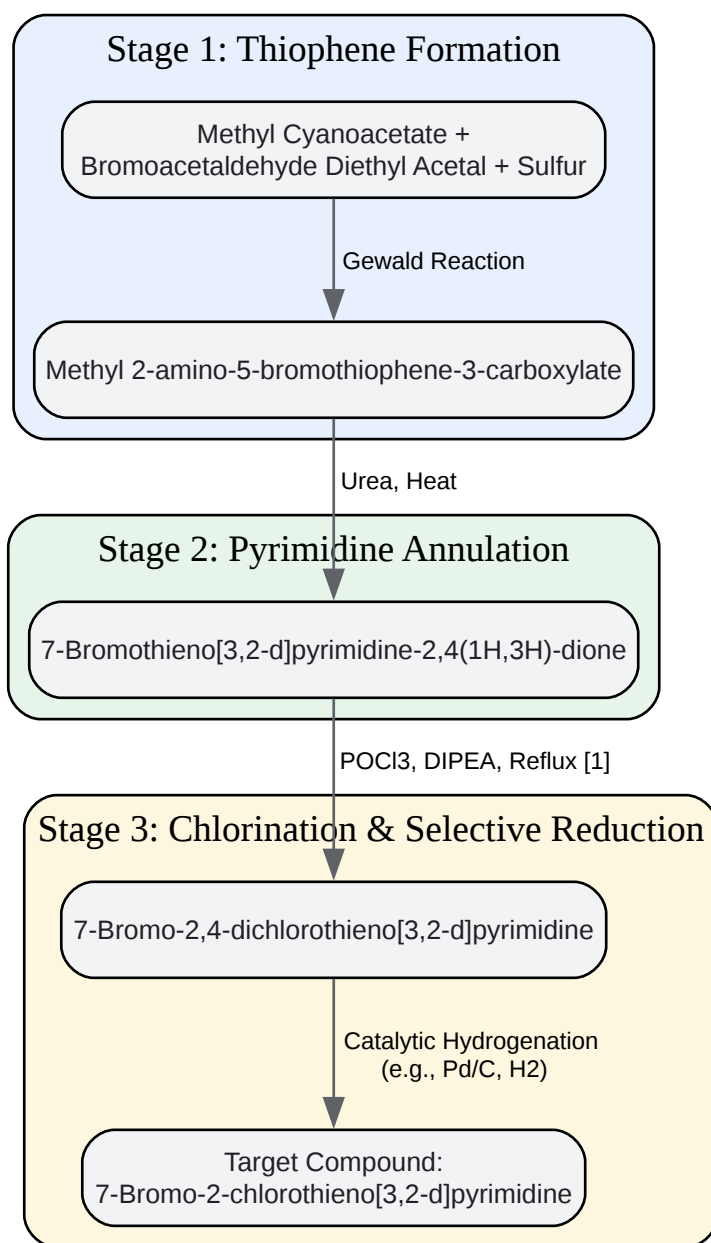 Stage 1: Thiophene Formation
Methyl Cyanoacetate +
Bromoacetaldehyde Diethyl Acetal + Sulfur
Gewald Reaction
Methyl 2-amino-5-bromothiophene-3-carboxylate
Urea, Heat
Stage 2: Pyrimidine Annulation
7-Bromothieno[3,2-d]pyrimidine-2,4(1H,3H)-dione
POCl3, DIPEA, Reflux [1]
Stage 3: Chlorination & Selective Reduction
7-Bromo-2,4-dichlorothieno[3,2-d]pyrimidine
Catalytic Hydrogenation
(e.g., Pd/C, H2)
Target Compound:
7-Bromo-2-chlorothieno[3,2-d]pyrimidine